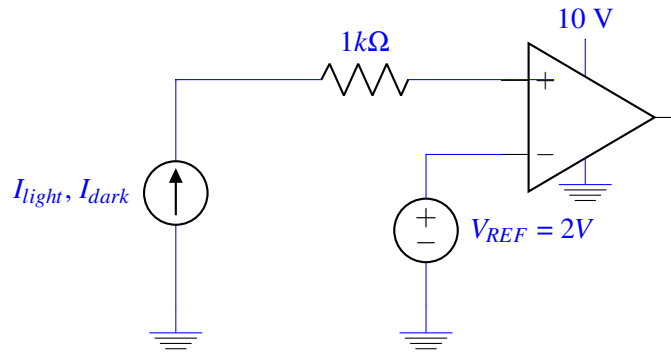 10 V
1kΩ
+
−
I_light, I_dark
+
−
V_REF = 2V